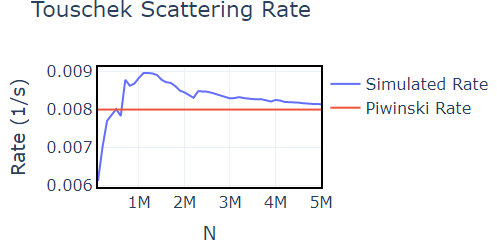 Touschek Scattering Rate
Rate (1/s)
0.009
0.008
0.007
0.006
1M 2M 3M 4M 5M
N
Simulated Rate
Piwinski Rate